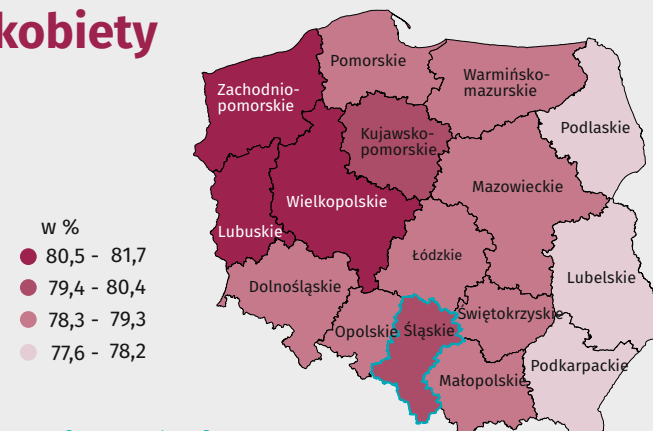 kobiety
w %
80,5 - 81,7
79,4 - 80,4
78,3 - 79,3
77,6 - 78,2
Pomorskie
Zachodnio-
pomorskie
Warmińsko-
mazurskie
Kujawsko-
pomorskie
Podlaskie
Mazowieckie
Wielkopolskie
Lubuskie
Łódzkie
Lubelskie
Dolnośląskie
Opolskie
Śląskie
Świętokrzyskie
Małopolskie
Podkarpackie